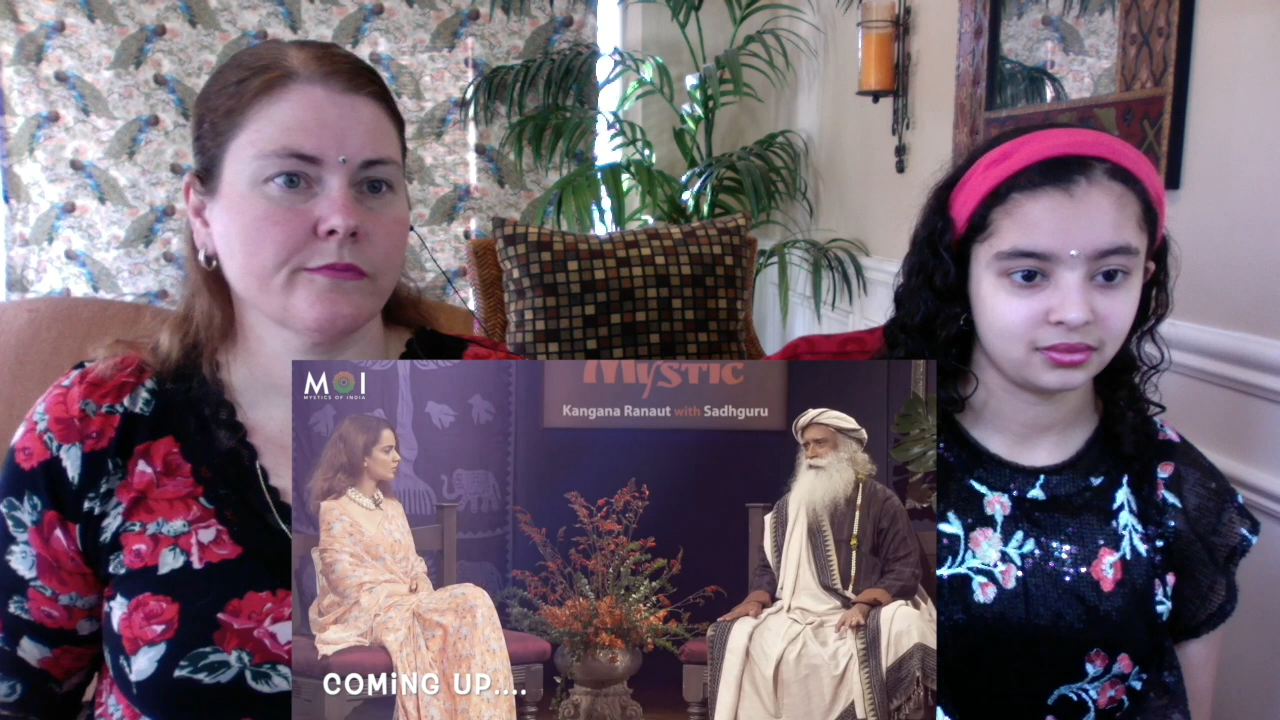 MOI
MYSTICS OF INDIA
MYSTIC
Kangana Ranaut with Sadhguru
COMING UP....